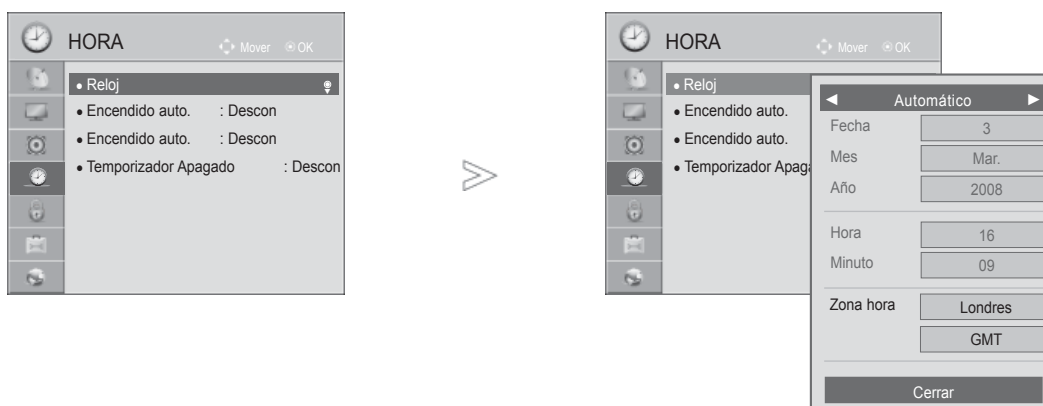 HORA
Mover
OK
• Reloj
• Encendido auto. : Descon
• Encendido auto. : Descon
• Temporizador Apagado : Descon
HORA
Mover
OK
• Reloj
• Encendido auto.
• Encendido auto.
• Temporizador Apaga
◄ Automático ►
Fecha 3
Mes Mar.
Año 2008
Hora 16
Minuto 09
Zona hora Londres
GMT
Cerrar